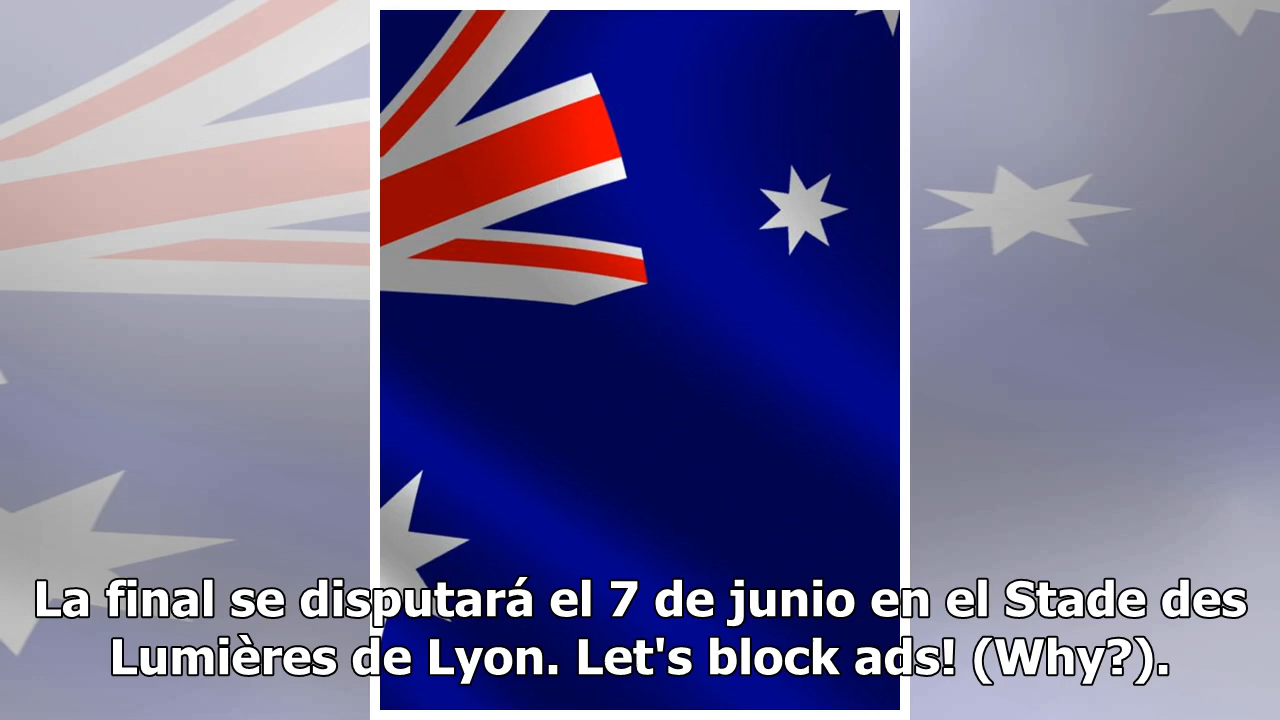 La final se disputará el 7 de junio en el Stade des
Lumières de Lyon. Let's block ads! (Why?).